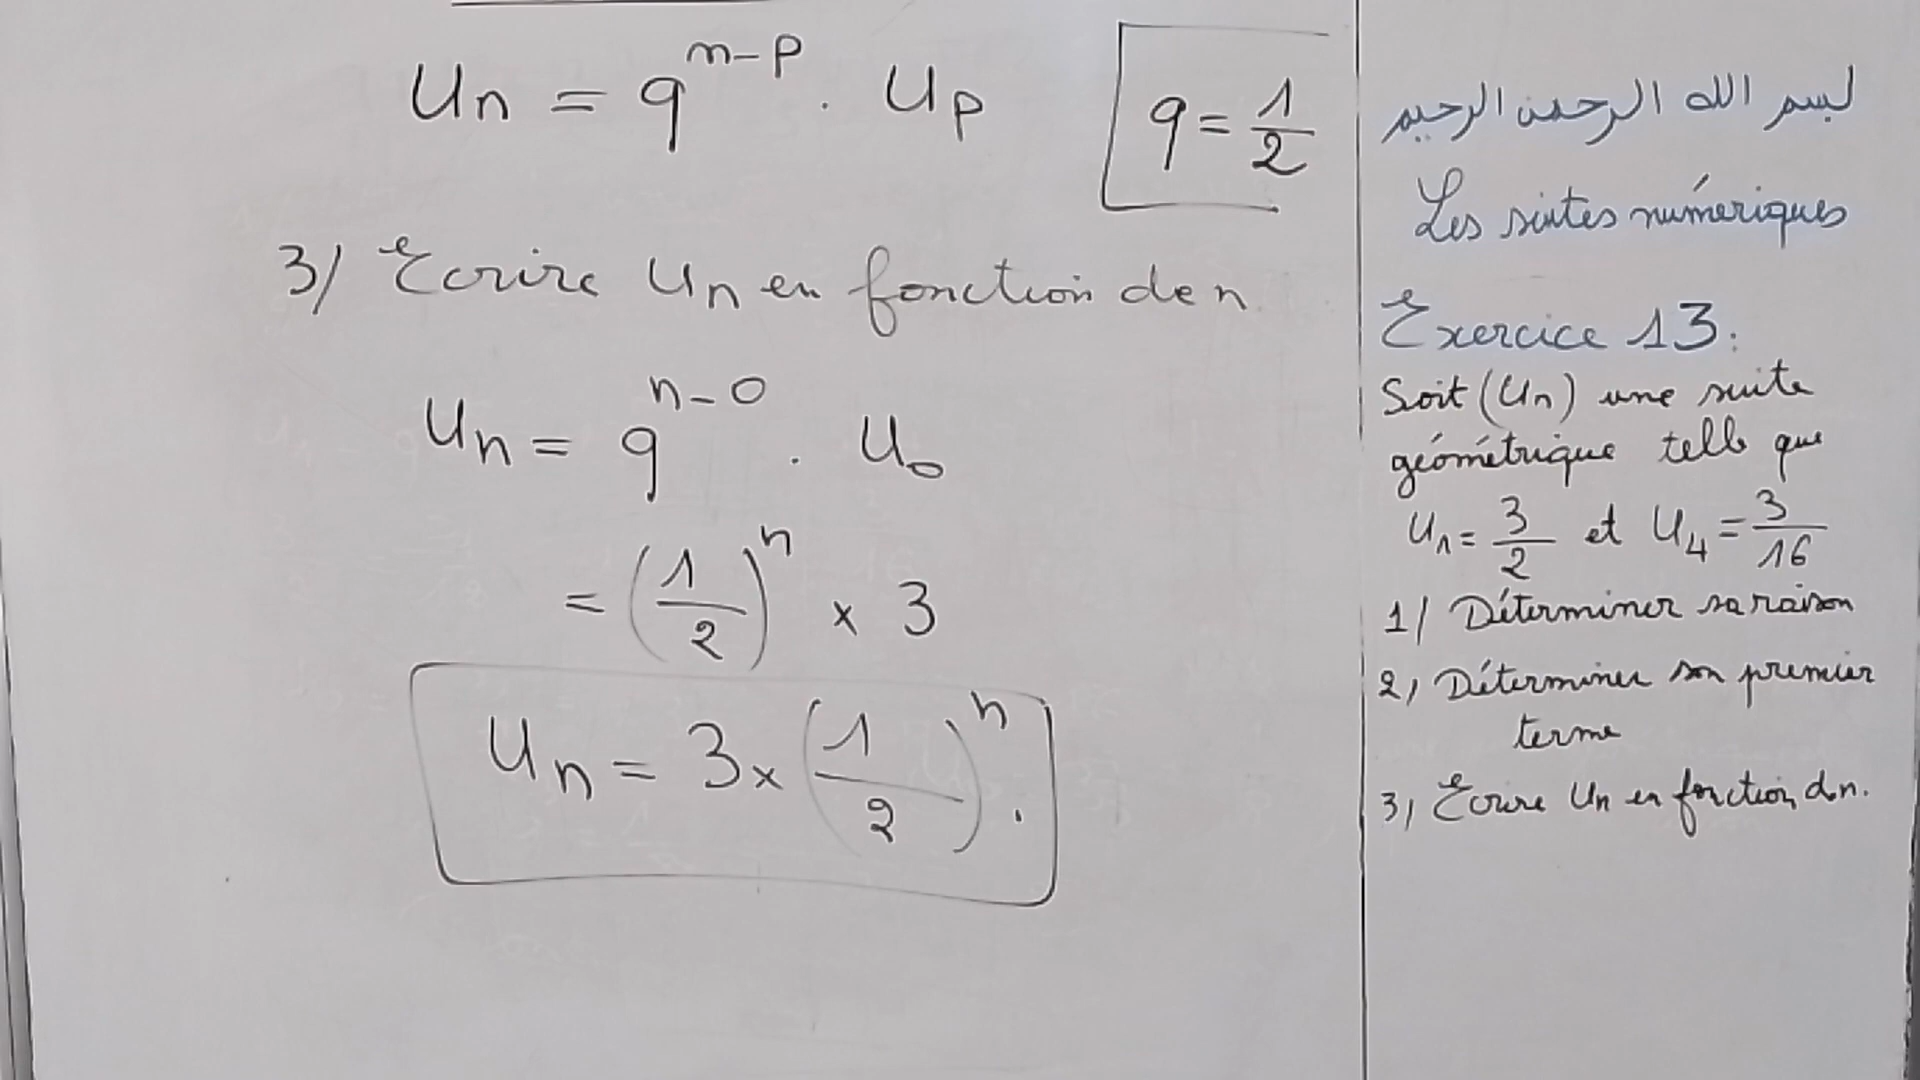 Un = q^{n-p} . Up
q = 1/2
3/ Ecrire Un en fonction de n.
Un = q^{n-0} . U₀
= (1/2)^n × 3
Un = 3 × (1/2)^n .
بسم الله الرحمن الرحيم
Les suites numériques
Exercice 13:
Soit (Un) une suite
géométrique telle que
U₁ = 3/2 et U₄ = 3/16
1/ Déterminer sa raison
2, Déterminer son premier
terme
3, Ecrire Un en fonction de n.